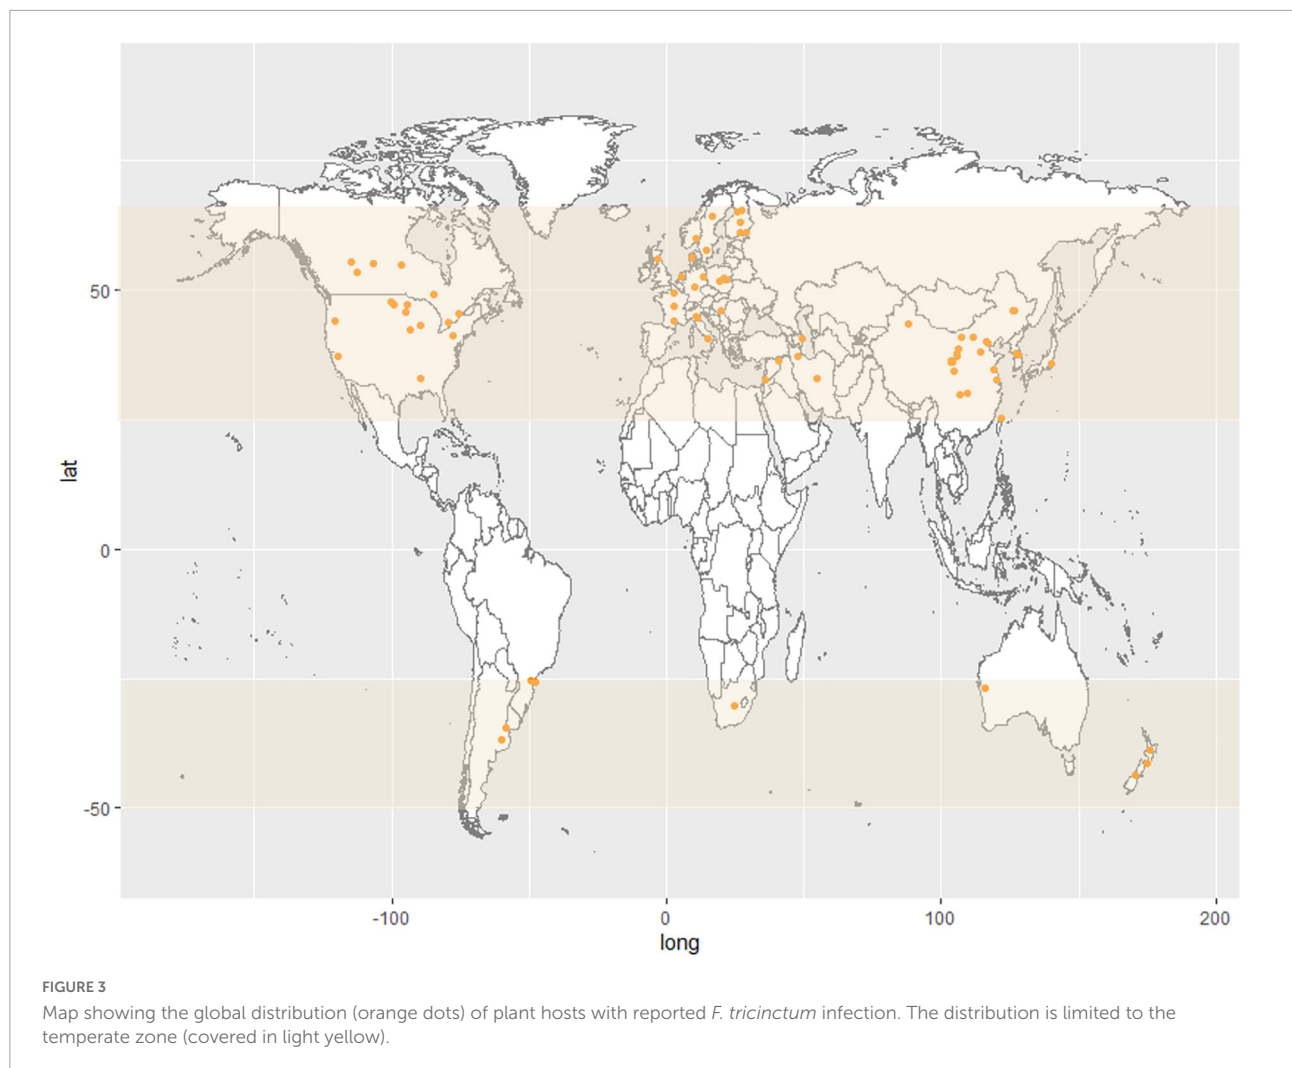 50
0
-50
lat
-100
0
100
200
long
FIGURE 3
Map showing the global distribution (orange dots) of plant hosts with reported F. tricinctum infection. The distribution is limited to the
temperate zone (covered in light yellow).